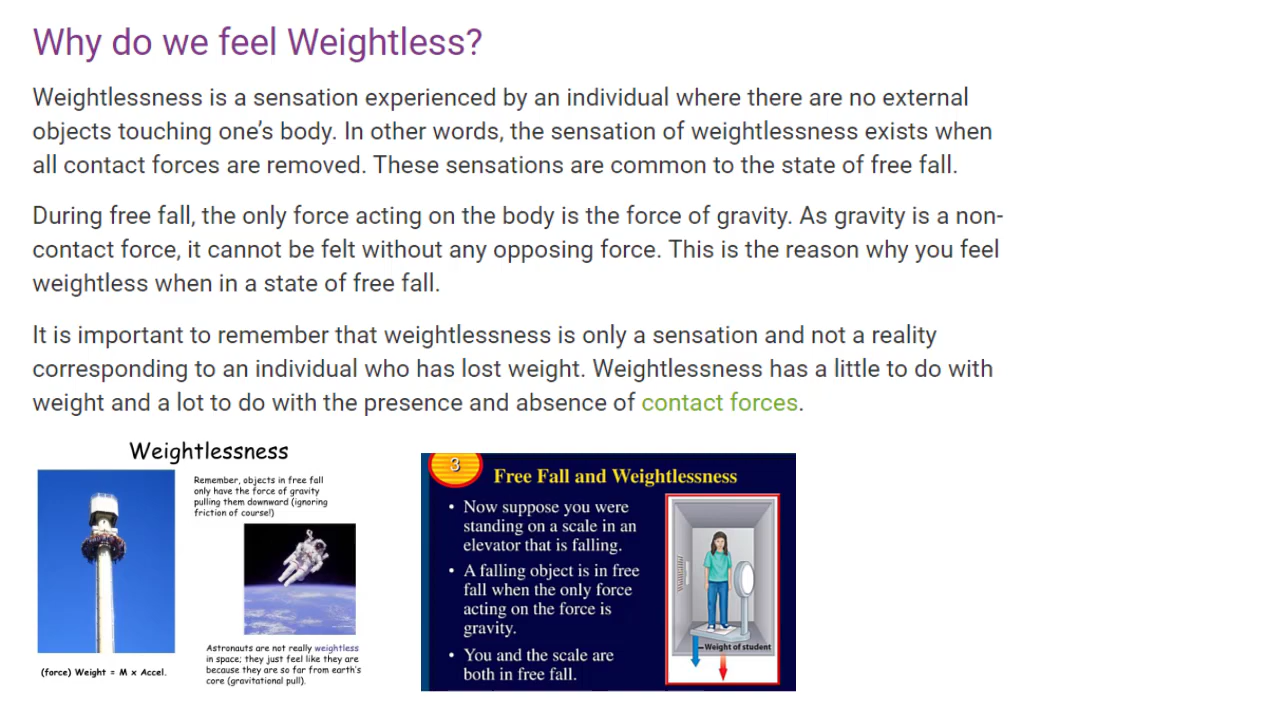 Why do we feel Weightless?
Weightlessness is a sensation experienced by an individual where there are no external
objects touching one’s body. In other words, the sensation of weightlessness exists when
all contact forces are removed. These sensations are common to the state of free fall.
During free fall, the only force acting on the body is the force of gravity. As gravity is a non-
contact force, it cannot be felt without any opposing force. This is the reason why you feel
weightless when in a state of free fall.
It is important to remember that weightlessness is only a sensation and not a reality
corresponding to an individual who has lost weight. Weightlessness has a little to do with
weight and a lot to do with the presence and absence of contact forces.
Weightlessness
Remember, objects in free fall
only have the force of gravity
pulling them downward (ignoring
friction of course!)
Astronauts are not really weightless
in space; they just feel like they are
because they are so far from earth's
core (gravitational pull).
(force) Weight = M x Accel.
3
Free Fall and Weightlessness
• Now suppose you were
standing on a scale in an
elevator that is falling.
• A falling object is in free
fall when the only force
acting on the force is
gravity.
• You and the scale are
both in free fall.
Weight of student